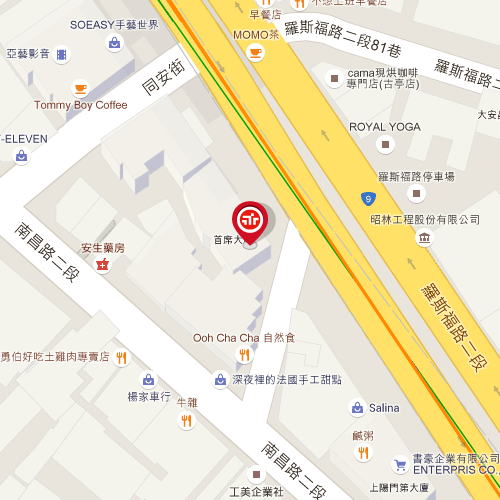 不想上班早餐店
早餐店
SOEASY手藝世界
MOMO茶
羅斯福路二段81巷
亞藝影音
同安街
cama現烘咖啡
專門店(古亭店)
羅斯福路二段
Tommy Boy Coffee
大安
ROYAL YOGA
-ELEVEN
羅斯福路停車場
9
昭林工程股份有限公司
南昌路二段
安生藥房
首席大
羅斯福路二段
Ooh Cha Cha 自然食
勇伯好吃土雞肉專賣店
深夜裡的法國手工甜點
楊家車行
牛雜
Salina
鹹粥
南昌路二段
書豪企業有限公司
ENTERPRIS CO.
工美企業社
上陽門第大廈